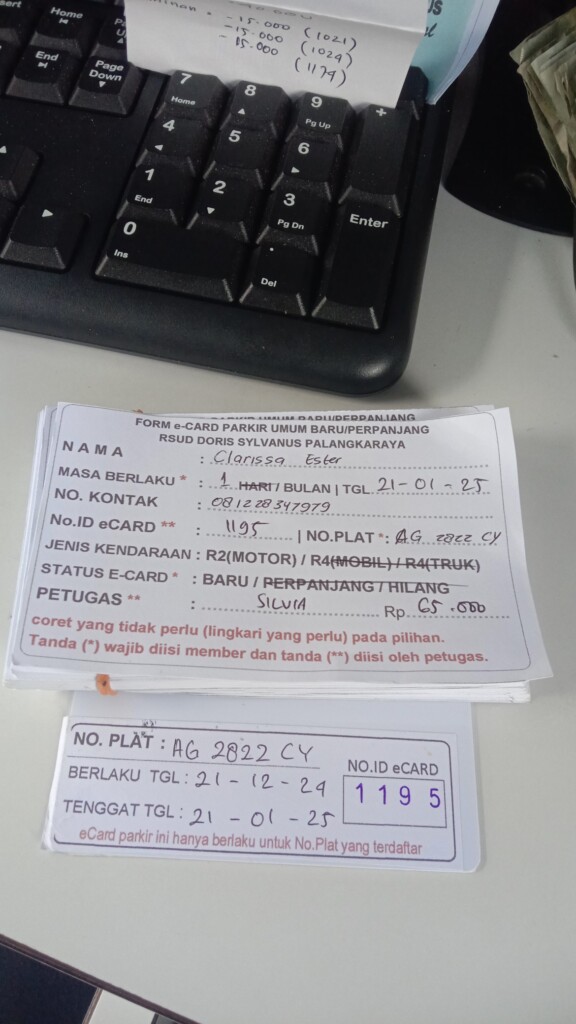 Home
End
Page
Down
-15.000 (1021)
-15.000 (1029)
-15.000 (1179)
7
Home
8
9
Pg Up
+
4
5
6
1
End
2
3
Pg Dn
Enter
0
Ins
.
Del
FORM e-CARD PARKIR UMUM BARU/PERPANJANG
RSUD DORIS SYLVANUS PALANGKARAYA
NAMA : Clarissa Ester
MASA BERLAKU * : 1 HARI / BULAN | TGL 21-01-25
NO. KONTAK : 081228347979
No.ID eCARD ** : 1195 | NO.PLAT * : AG 2822 CY
JENIS KENDARAAN : R2(MOTOR) / R4(MOBIL) / R4(TRUK)
STATUS E-CARD * : BARU / PERPANJANG / HILANG
PETUGAS ** : SILVIA Rp. 65.000
coret yang tidak perlu (lingkari yang perlu) pada pilihan.
Tanda (*) wajib diisi member dan tanda (**) diisi oleh petugas.
NO. PLAT : AG 2822 CY
BERLAKU TGL : 21-12-24
NO.ID eCARD
1195
TENGGAT TGL : 21-01-25
eCard parkir ini hanya berlaku untuk No.Plat yang terdaftar